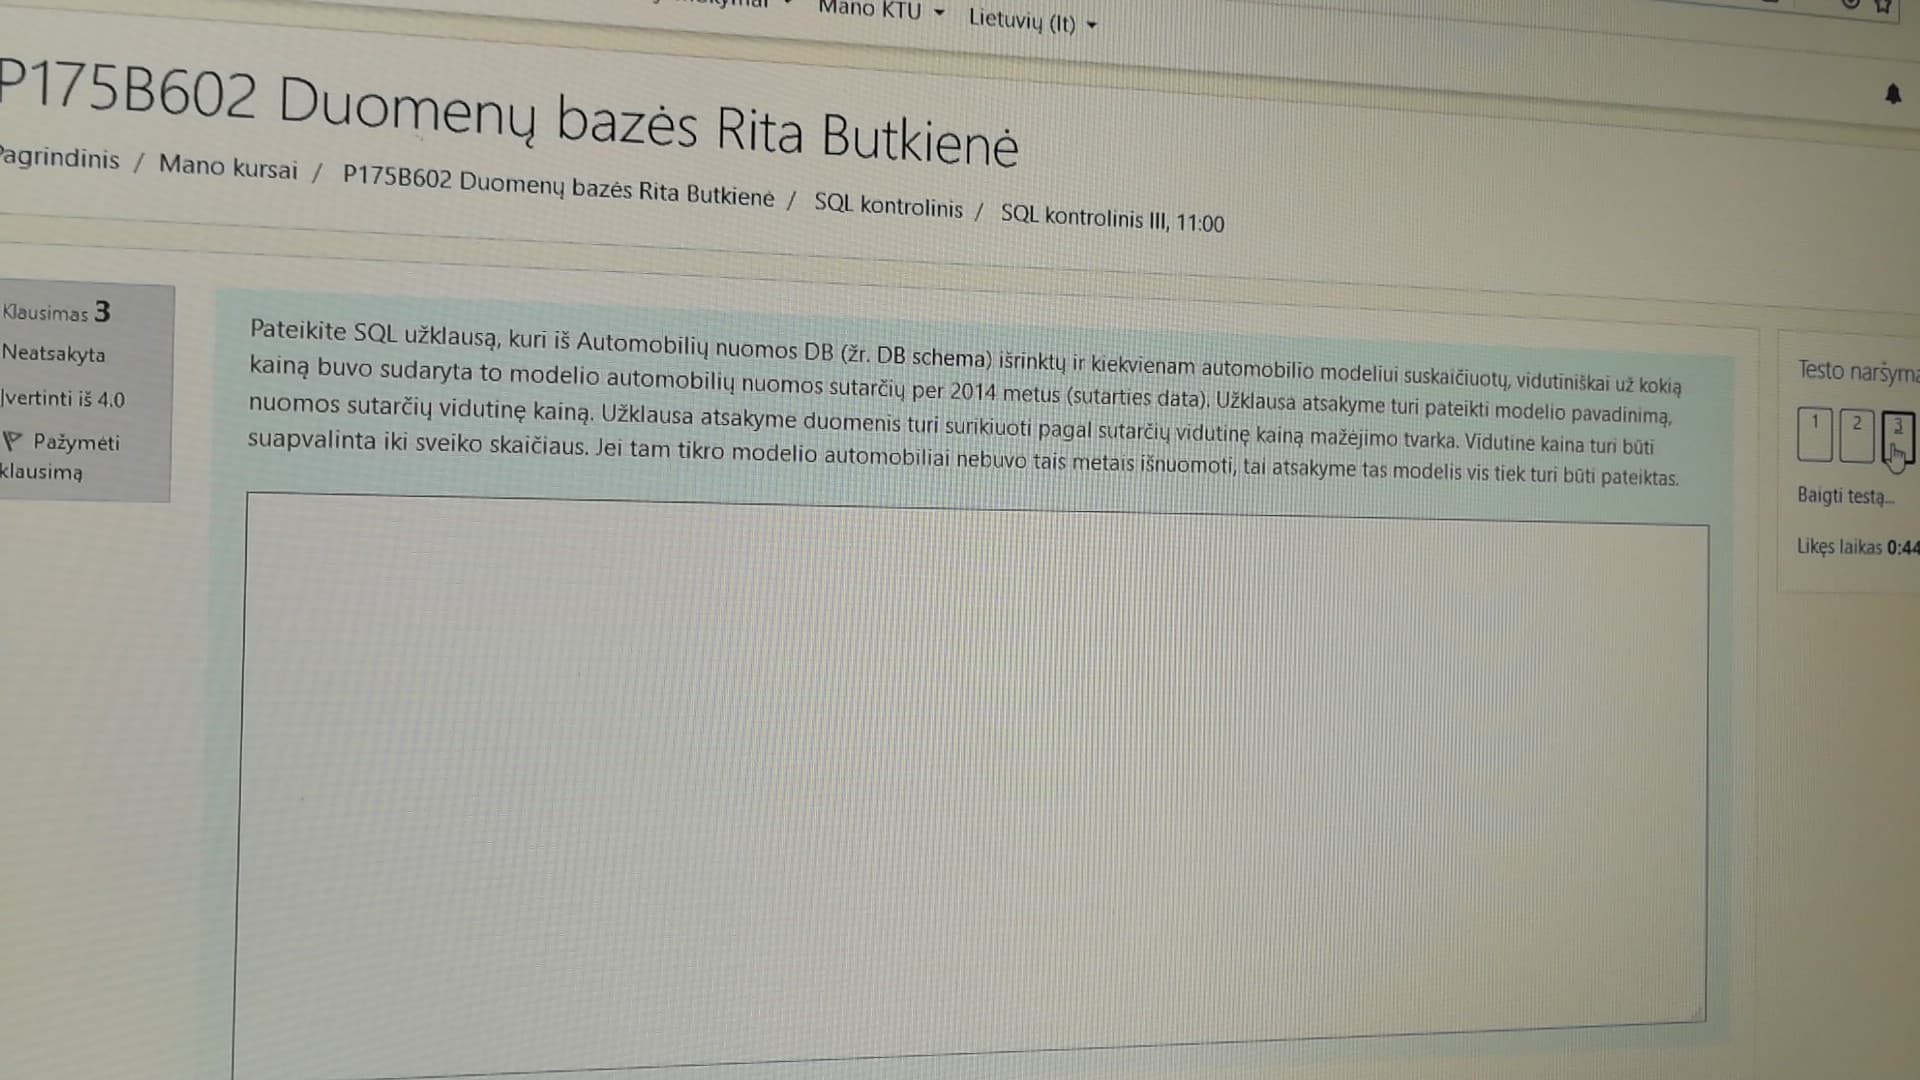 Mano KTU
Lietuvių (lt)
P175B602 Duomenų bazės Rita Butkienė
Pagrindinis / Mano kursai / P175B602 Duomenų bazės Rita Butkienė / SQL kontrolinis / SQL kontrolinis III, 11:00
Klausimas 3
Neatsakyta
Įvertinti iš 4.0
Pažymėti
klausimą
Pateikite SQL užklausą, kuri iš Automobilių nuomos DB (žr. DB schema) išrinktų ir kiekvienam automobilio modeliui suskaičiuotų, vidutiniškai už kokią
kainą buvo sudaryta to modelio automobilių nuomos sutarčių per 2014 metus (sutarties data). Užklausa atsakyme turi pateikti modelio pavadinimą,
nuomos sutarčių vidutinę kainą. Užklausa atsakyme duomenis turi surikiuoti pagal sutarčių vidutinę kainą mažėjimo tvarka. Vidutinė kaina turi būti
suapvalinta iki sveiko skaičiaus. Jei tam tikro modelio automobiliai nebuvo tais metais išnuomoti, tai atsakyme tas modelis vis tiek turi būti pateiktas.
Testo naršyma
1 2 3
Baigti testą...
Likęs laikas 0:44